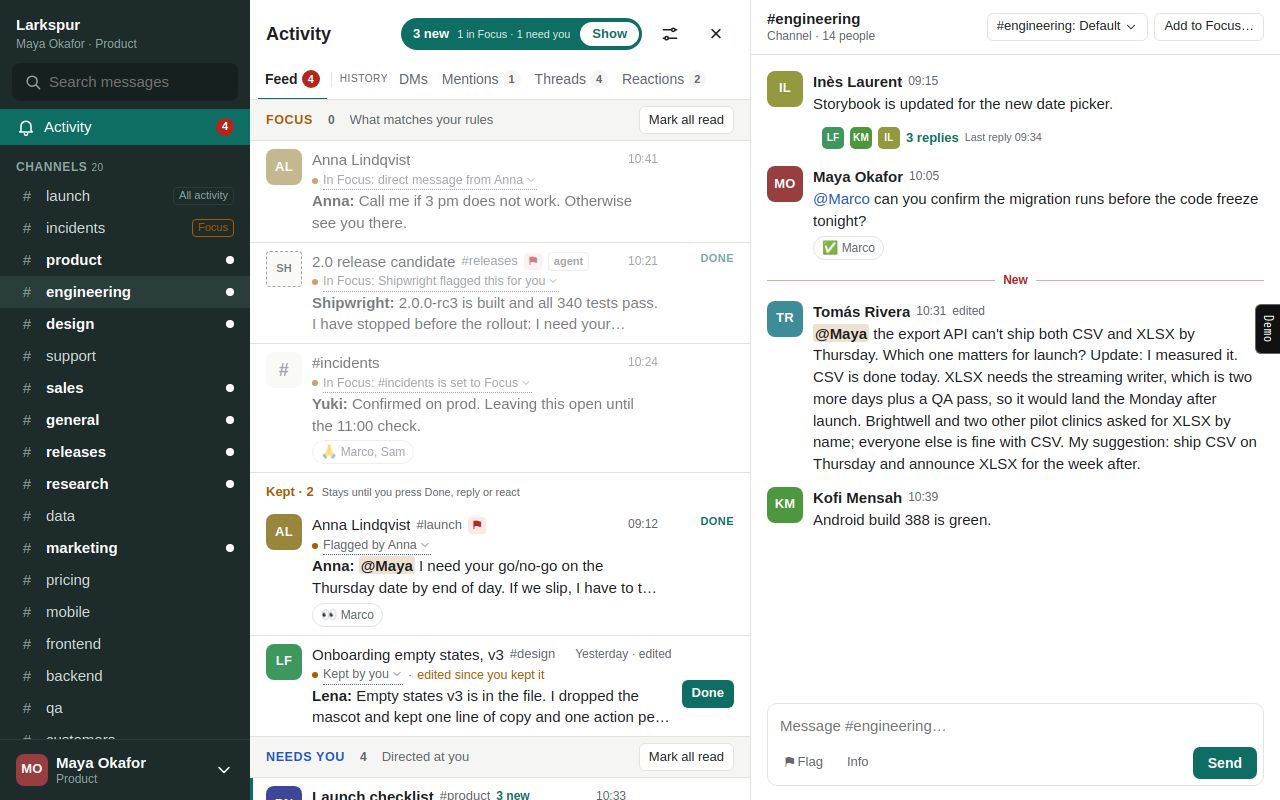 Larkspur
Maya Okafor · Product
Search messages
Activity
4
CHANNELS 20
# launch
All activity
# incidents
Focus
# product
# engineering
# design
# support
# sales
# general
# releases
# research
# data
# marketing
# pricing
# mobile
# frontend
# backend
# qa
# customers
MO
Maya Okafor
Product
Activity
3 new 1 in Focus · 1 need you Show
Feed 4 HISTORY DMs Mentions 1 Threads 4 Reactions 2
FOCUS 0 What matches your rules Mark all read
AL
Anna Lindqvist 10:41
In Focus: direct message from Anna
Anna: Call me if 3 pm does not work. Otherwise
see you there.
SH
2.0 release candidate #releases agent 10:21 DONE
In Focus: Shipwright flagged this for you
Shipwright: 2.0.0-rc3 is built and all 340 tests pass.
I have stopped before the rollout: I need your…
#
#incidents 10:24
In Focus: #incidents is set to Focus
Yuki: Confirmed on prod. Leaving this open until
the 11:00 check.
🙏 Marco, Sam
Kept · 2 Stays until you press Done, reply or react
AL
Anna Lindqvist #launch 09:12 DONE
Flagged by Anna
Anna: @Maya I need your go/no-go on the
Thursday date by end of day. If we slip, I have to t…
👀 Marco
LF
Onboarding empty states, v3 #design Yesterday · edited
Kept by you · edited since you kept it
Lena: Empty states v3 is in the file. I dropped the
mascot and kept one line of copy and one action pe…
Done
NEEDS YOU 4 Directed at you Mark all read
Launch checklist #product 3 new 10:33
#engineering
Channel · 14 people
#engineering: Default
Add to Focus…
IL
Inès Laurent 09:15
Storybook is updated for the new date picker.
LF KM IL 3 replies Last reply 09:34
MO
Maya Okafor 10:05
@Marco can you confirm the migration runs before the code freeze
tonight?
✅ Marco
New
TR
Tomás Rivera 10:31 edited
@Maya the export API can't ship both CSV and XLSX by
Thursday. Which one matters for launch? Update: I measured it.
CSV is done today. XLSX needs the streaming writer, which is two
more days plus a QA pass, so it would land the Monday after
launch. Brightwell and two other pilot clinics asked for XLSX by
name; everyone else is fine with CSV. My suggestion: ship CSV on
Thursday and announce XLSX for the week after.
KM
Kofi Mensah 10:39
Android build 388 is green.
Demo
Message #engineering…
Flag Info Send